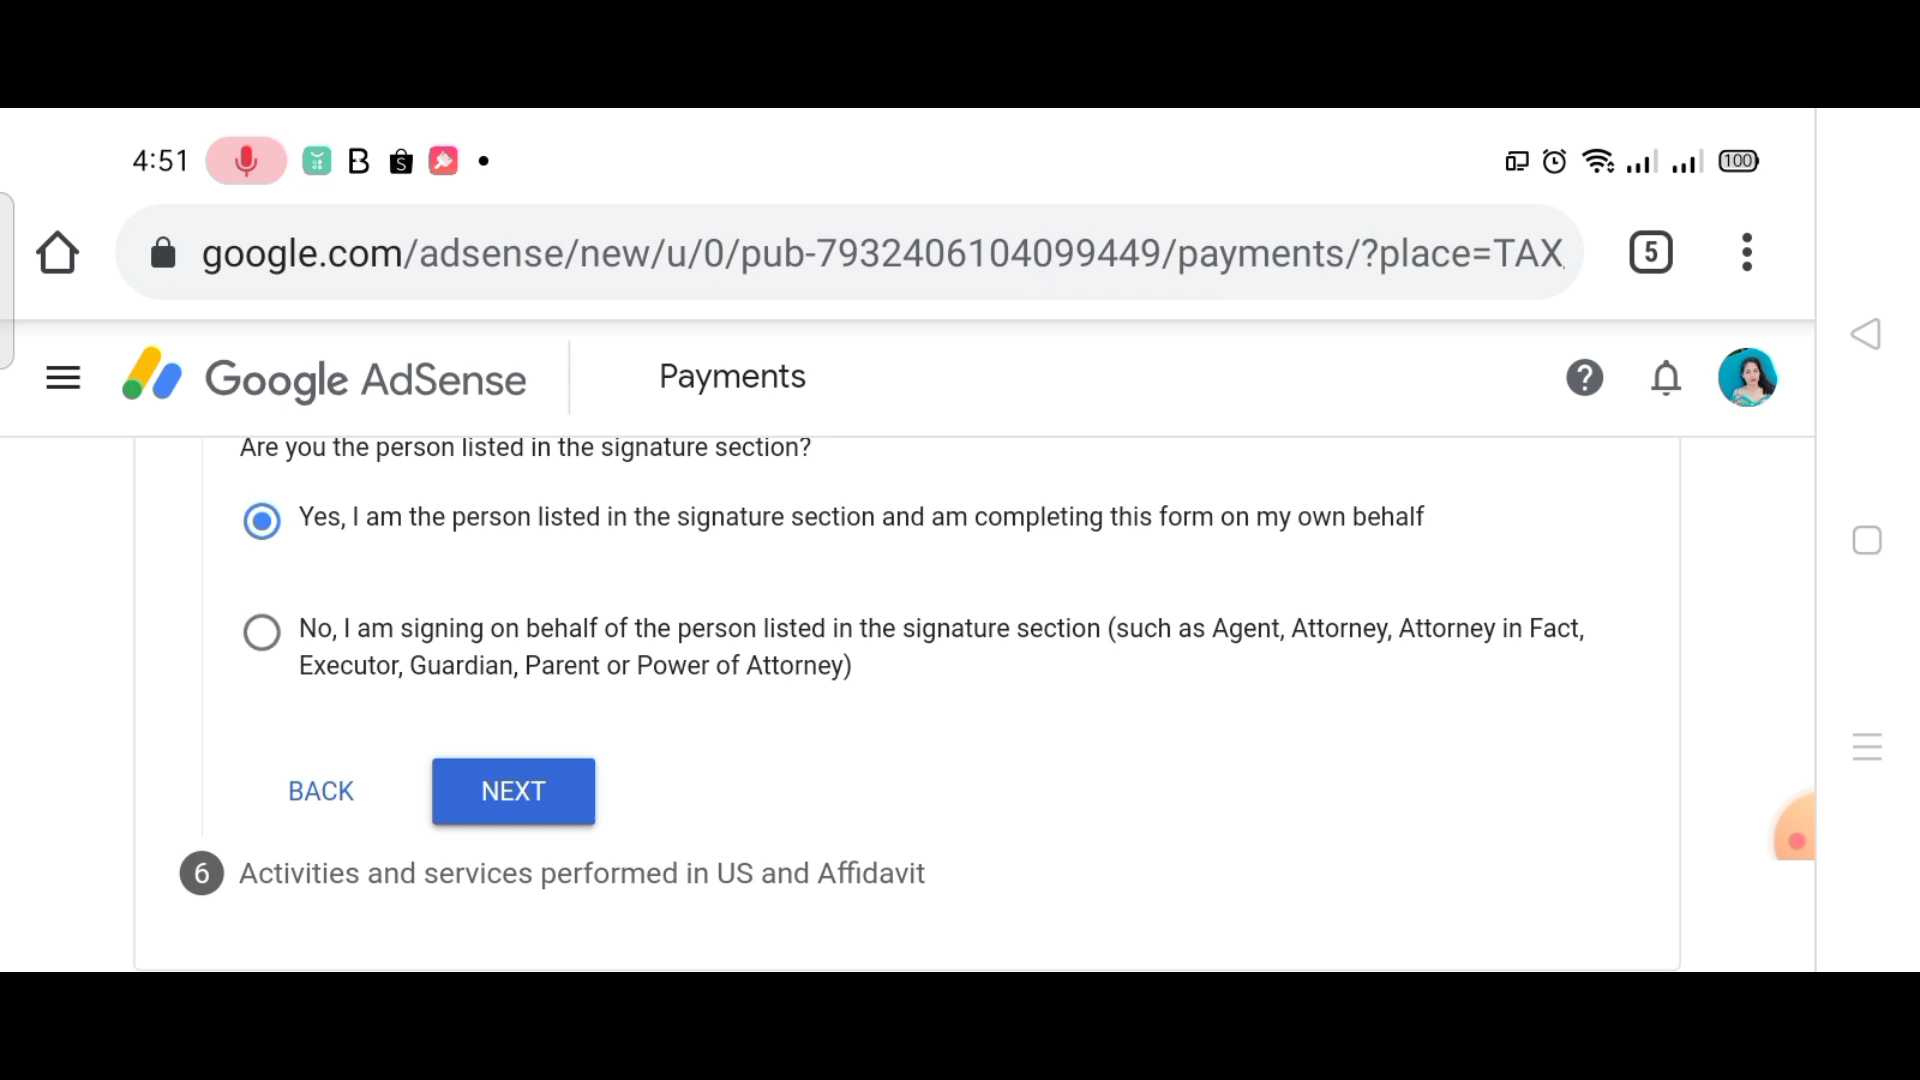 4:51
B
S
100
google.com/adsense/new/u/0/pub-7932406104099449/payments/?place=TAX
5
Google AdSense
Payments
?
Are you the person listed in the signature section?
Yes, I am the person listed in the signature section and am completing this form on my own behalf
No, I am signing on behalf of the person listed in the signature section (such as Agent, Attorney, Attorney in Fact,
Executor, Guardian, Parent or Power of Attorney)
BACK
NEXT
6 Activities and services performed in US and Affidavit